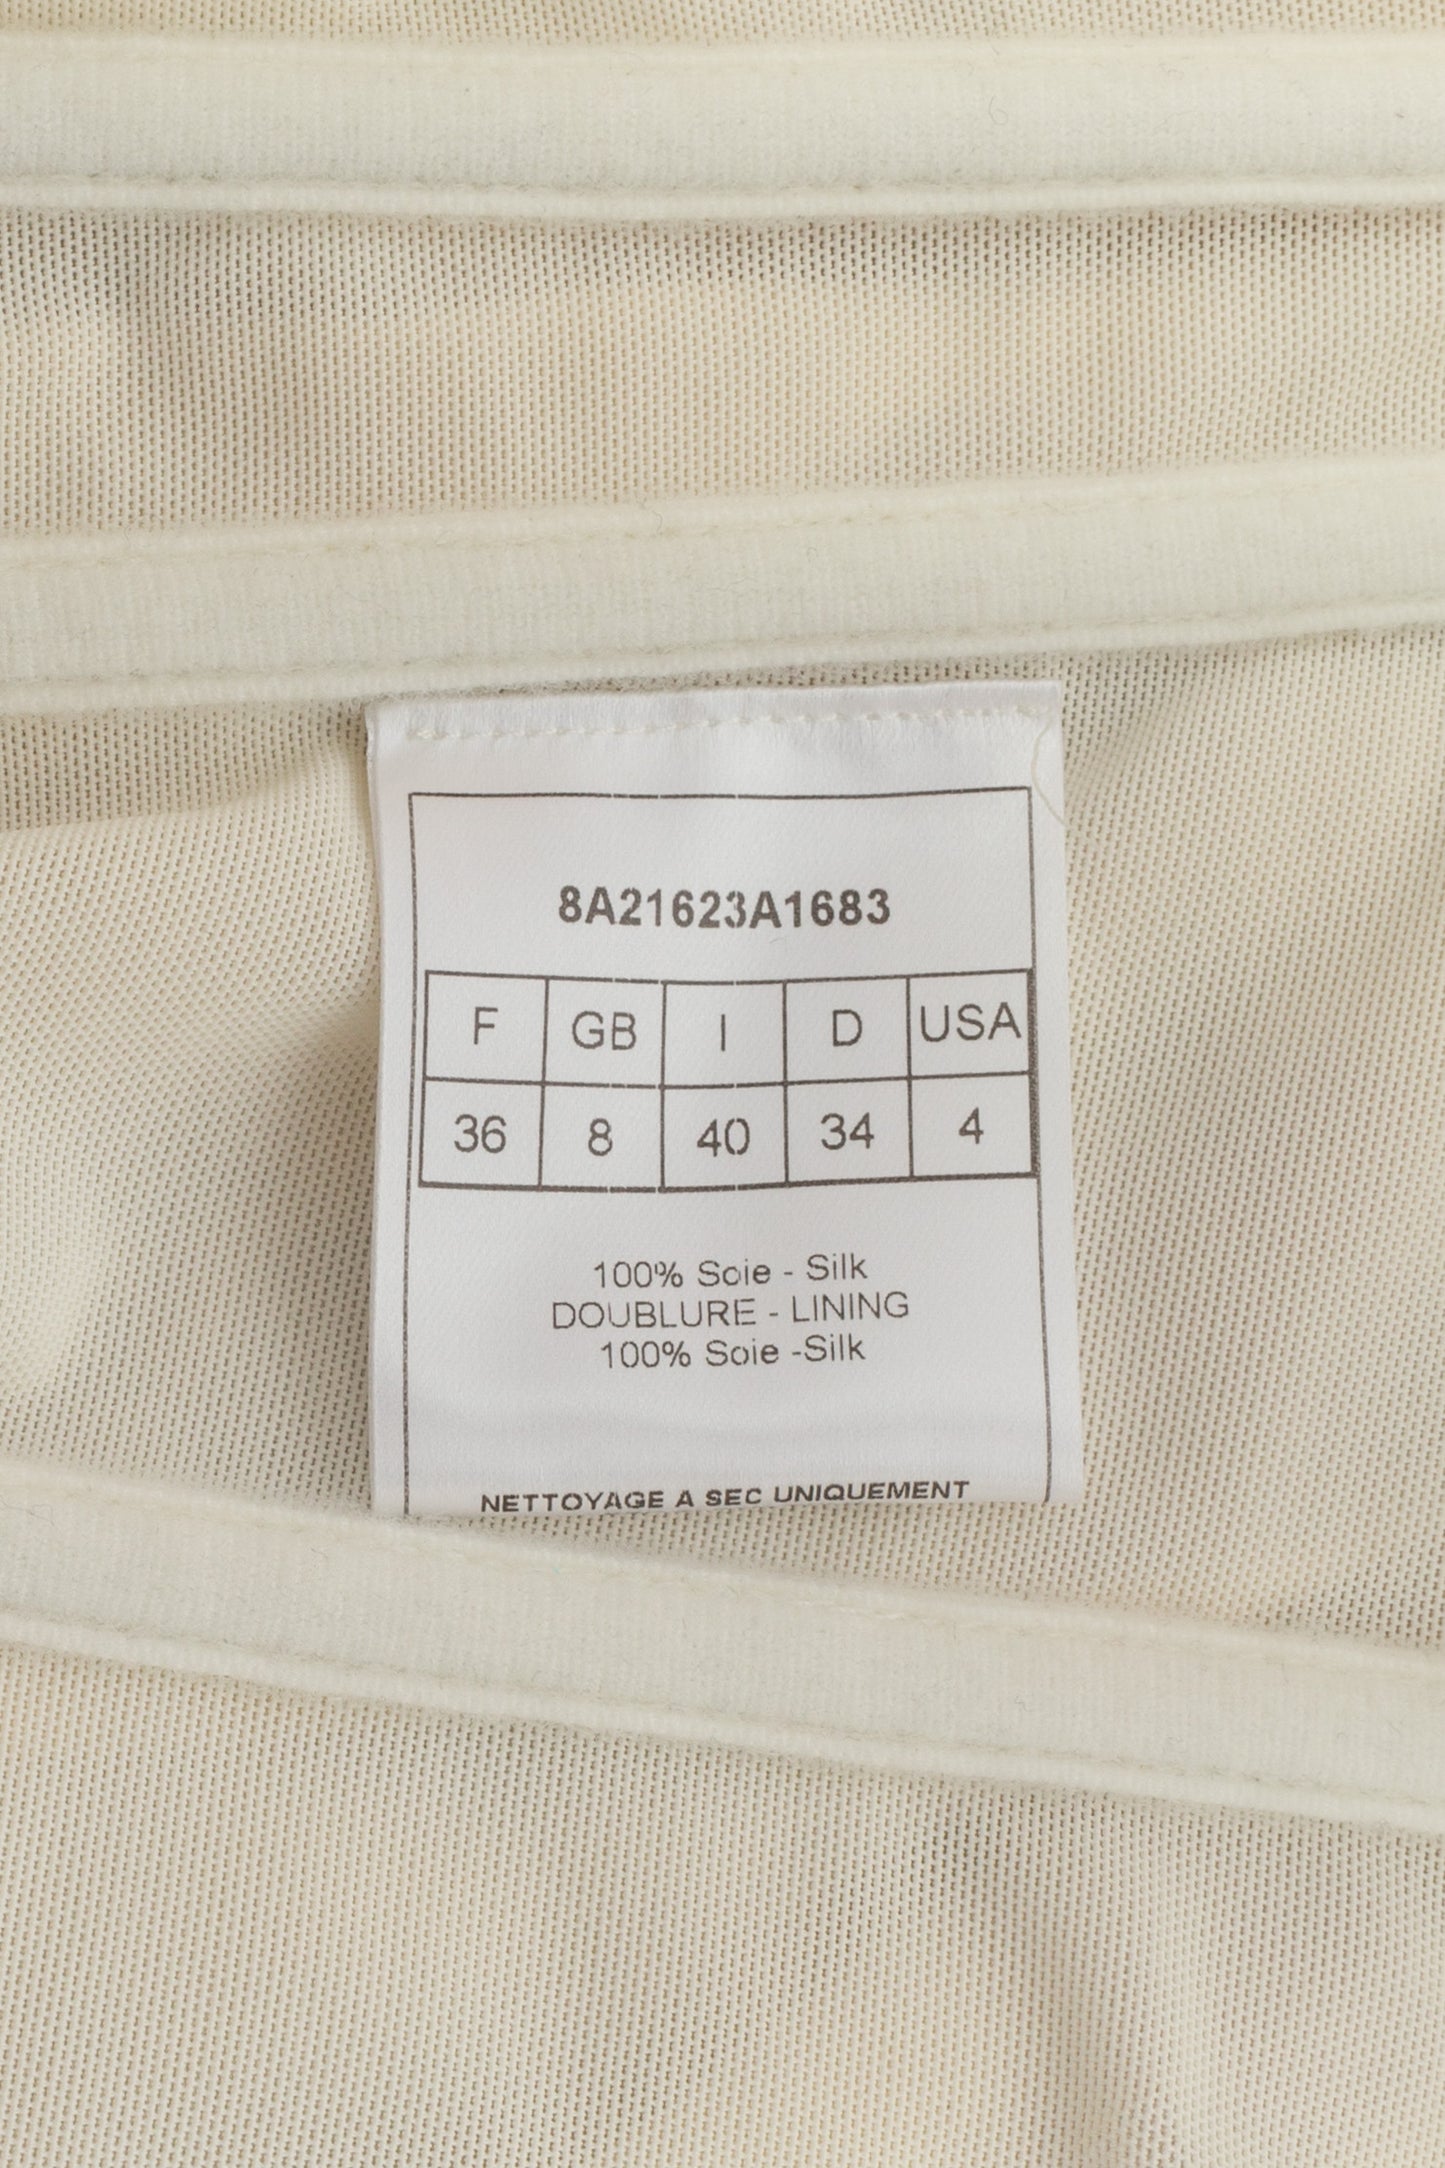 8A21623A1683
F GB I D USA
36 8 40 34 4
100% Soie - Silk
DOUBLURE - LINING
100% Soie -Silk
NETTOYAGE A SEC UNIQUEMENT